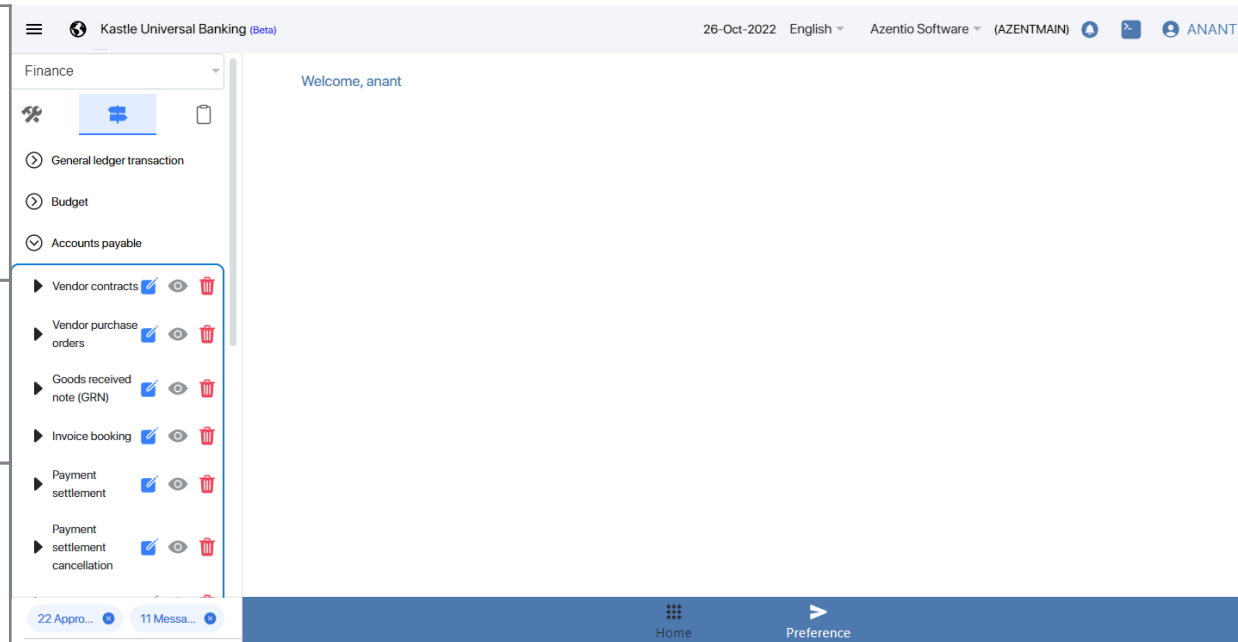 Kastle Universal Banking (Beta)
26-Oct-2022 English Azentio Software (AZENTMAIN) ANANT
Finance
Welcome, anant
General ledger transaction
Budget
Accounts payable
Vendor contracts
Vendor purchase
orders
Goods received
note (GRN)
Invoice booking
Payment
settlement
Payment
settlement
cancellation
22 Appro... 11 Messa...
Home Preference